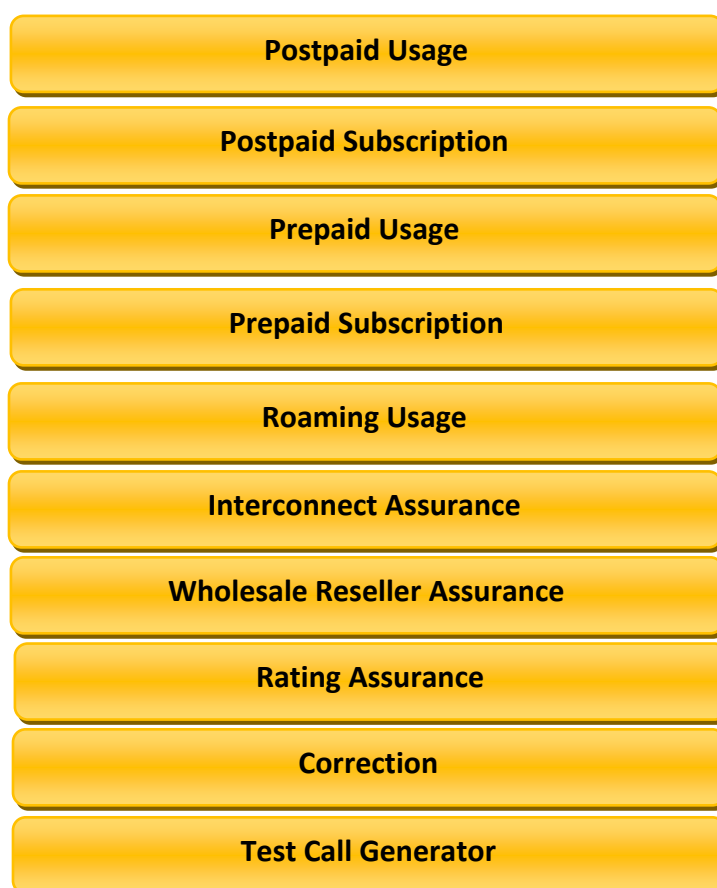 Postpaid Usage
Postpaid Subscription
Prepaid Usage
Prepaid Subscription
Roaming Usage
Interconnect Assurance
Wholesale Reseller Assurance
Rating Assurance
Correction
Test Call Generator